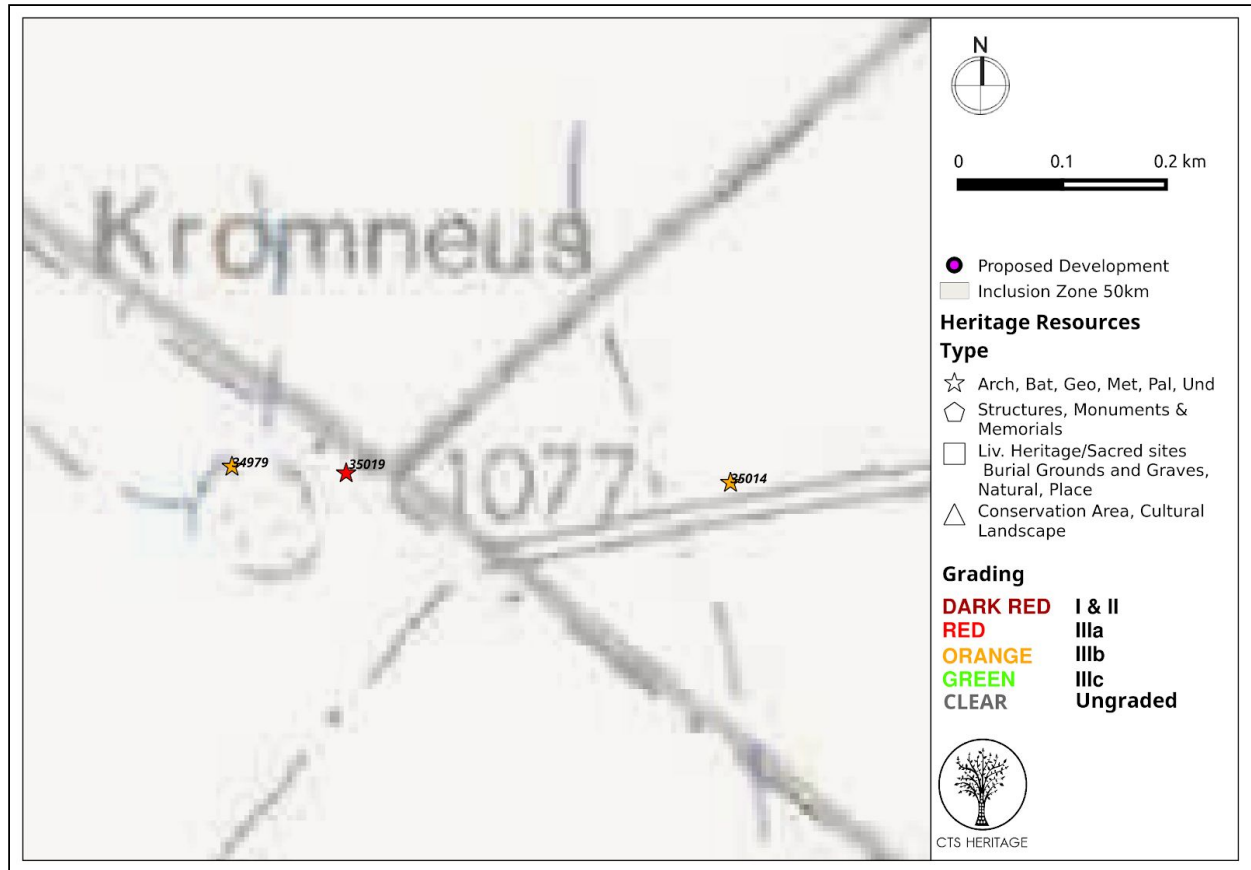 Kromneus
34979
35019
1077
35014
N
0 0.1 0.2 km
Proposed Development
Inclusion Zone 50km
Heritage Resources
Type
Arch, Bat, Geo, Met, Pal, Und
Structures, Monuments &
Memorials
Liv. Heritage/Sacred sites
Burial Grounds and Graves,
Natural, Place
Conservation Area, Cultural
Landscape
Grading
DARK RED I & II
RED IIIa
ORANGE IIIb
GREEN IIIc
CLEAR Ungraded
CTS HERITAGE